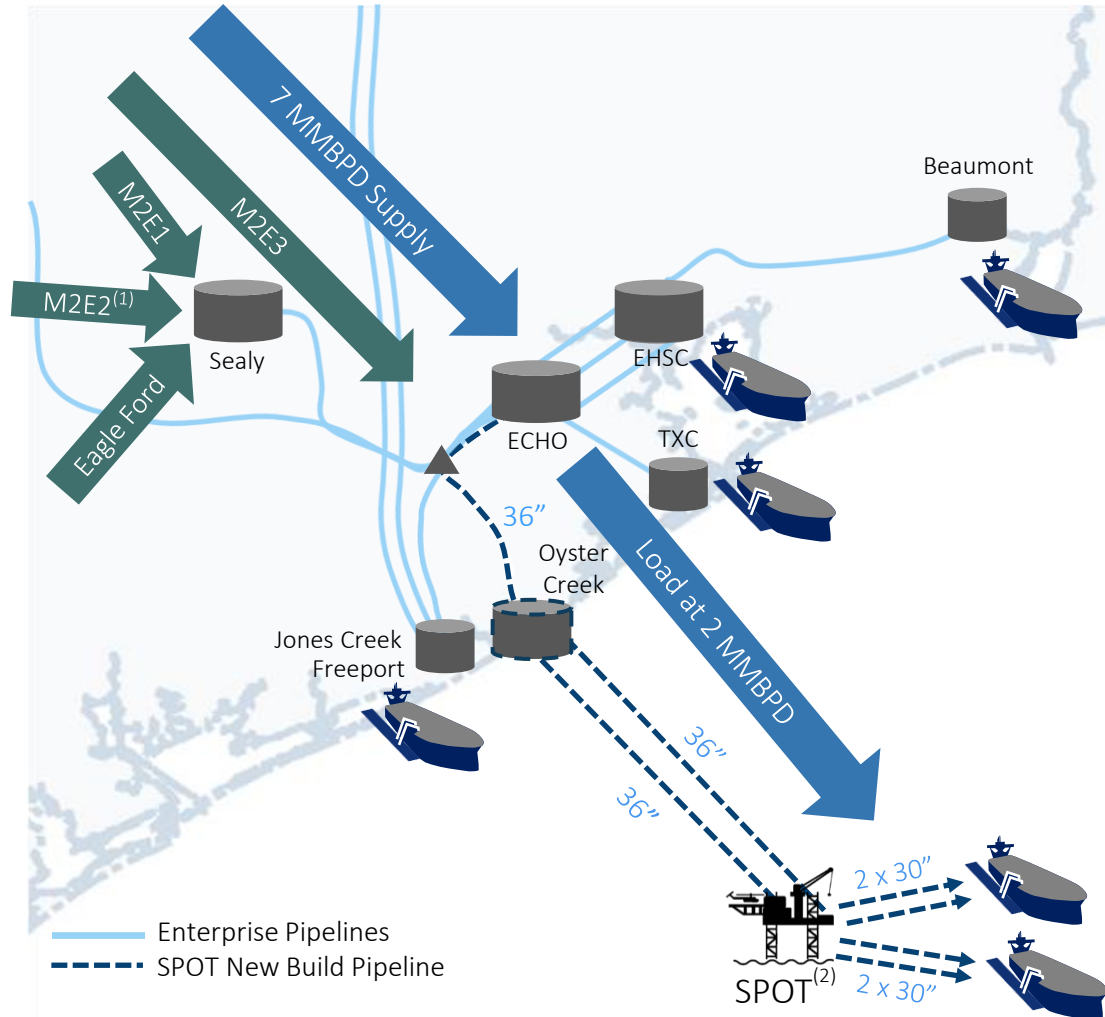 7 MMBPD Supply
M2E3
M2E1
M2E2(1)
Eagle Ford
Sealy
Beaumont
EHSC
ECHO
TXC
36”
Oyster
Creek
Load at 2 MMBPD
Jones Creek
Freeport
36”
36”
2 x 30”
2 x 30”
SPOT(2)
Enterprise Pipelines
SPOT New Build Pipeline